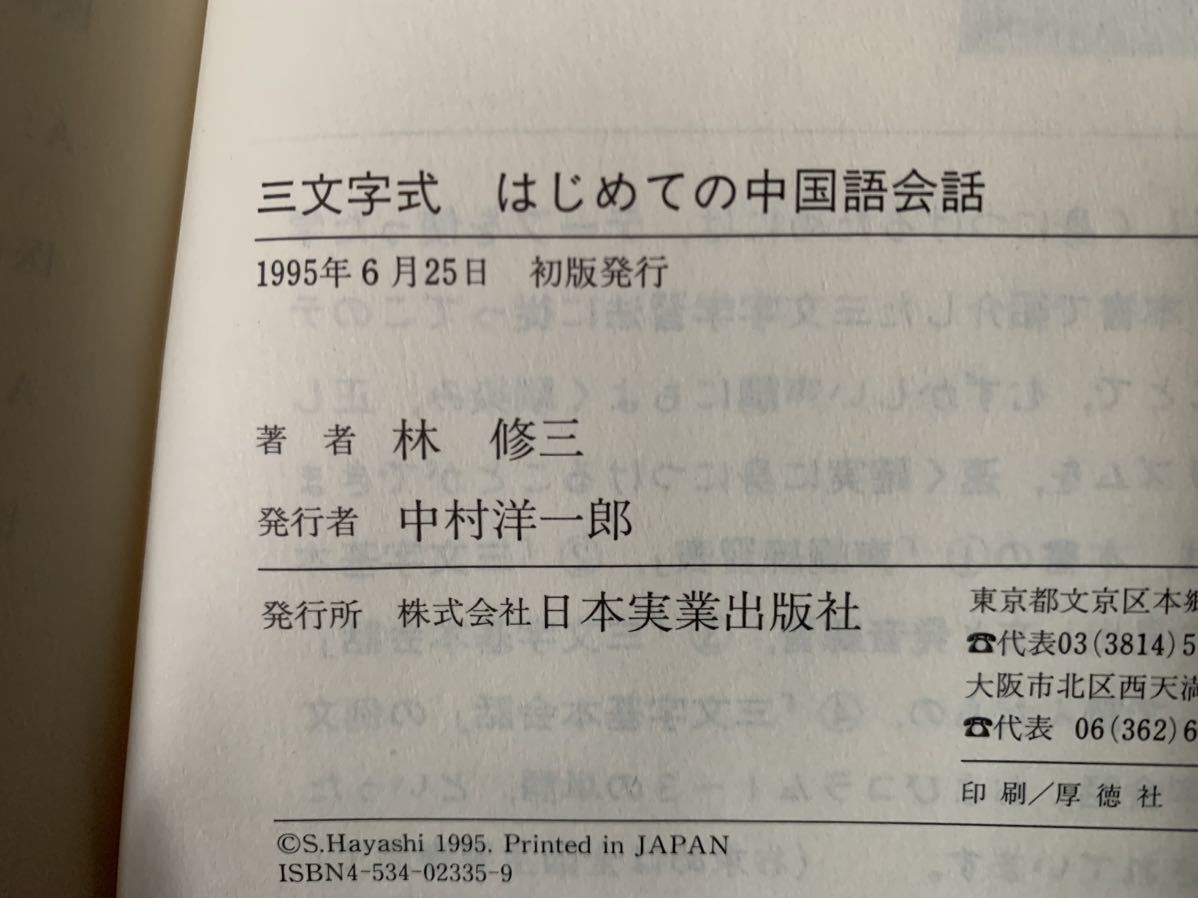 三文字式 はじめての中国語会話
1995年6月25日 初版発行
著者 林 修三
発行者 中村洋一郎
発行所 株式会社日本実業出版社
東京都文京区本郷
☎代表03(3814)5
大阪市北区西天満
☎代表 06(362)6
印刷/厚徳社
©S.Hayashi 1995. Printed in JAPAN
ISBN4-534-02335-9